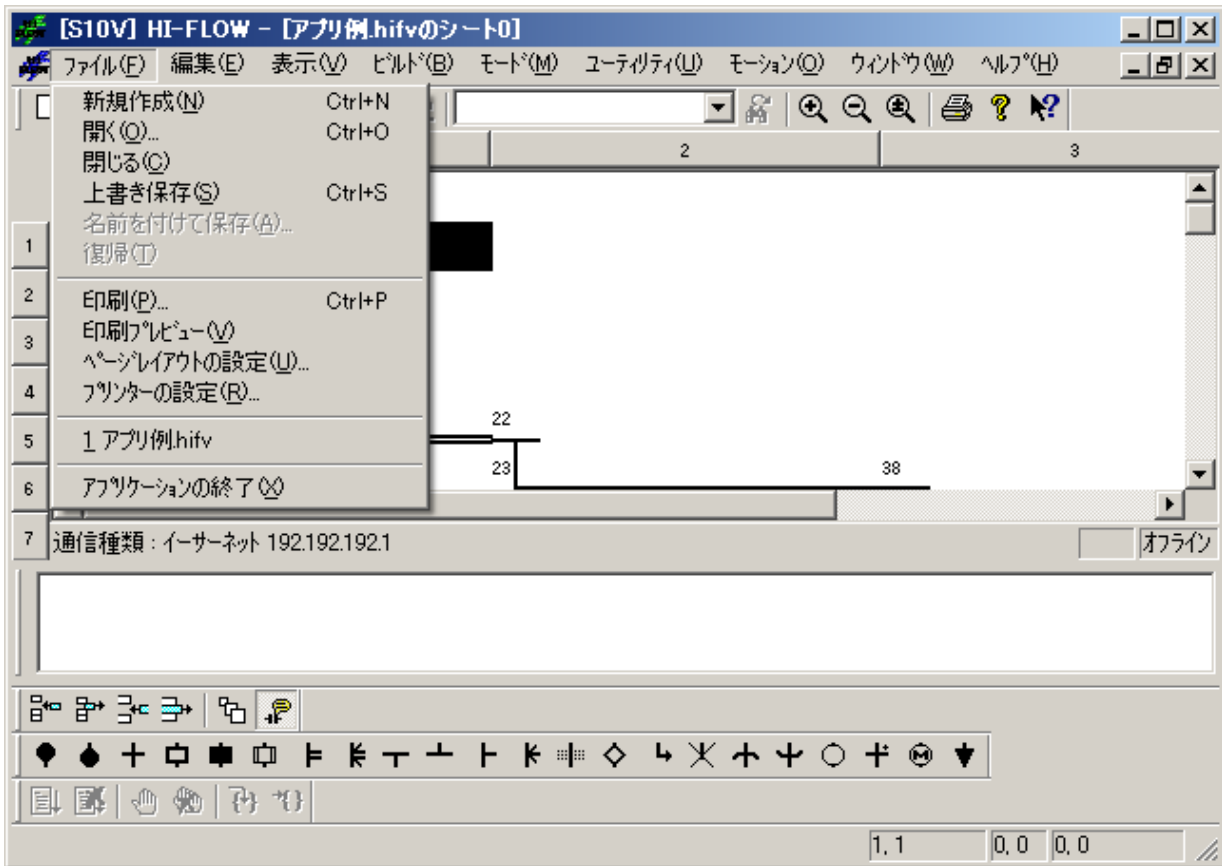 [S10V] HI-FLOW - [アプリ例.hifvのシート0]
ファイル(F) 編集(E) 表示(V) ビルド(B) モード(M) ユーティリティ(U) モーション(O) ウィンドウ(W) ヘルプ(H)
新規作成(N) Ctrl+N
開く(O)... Ctrl+O
閉じる(C)
上書き保存(S) Ctrl+S
名前を付けて保存(A)...
復帰(T)
印刷(P)... Ctrl+P
印刷プレビュー(V)
ページレイアウトの設定(U)...
プリンターの設定(R)...
1 アプリ例.hifv
アプリケーションの終了(X)
2 3
1
2
3
4
5
6
7
22
23 38
通信種類 : イーサーネット 192.192.192.1 オフライン
1, 1 0, 0 0, 0